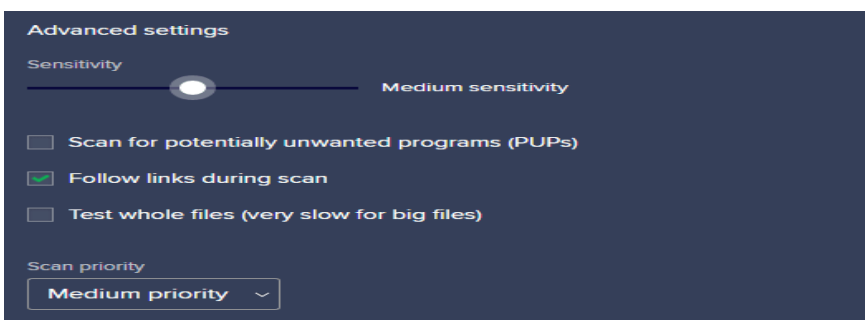 Advanced settings
Sensitivity
Medium sensitivity
Scan for potentially unwanted programs (PUPs)
Follow links during scan
Test whole files (very slow for big files)
Scan priority
Medium priority